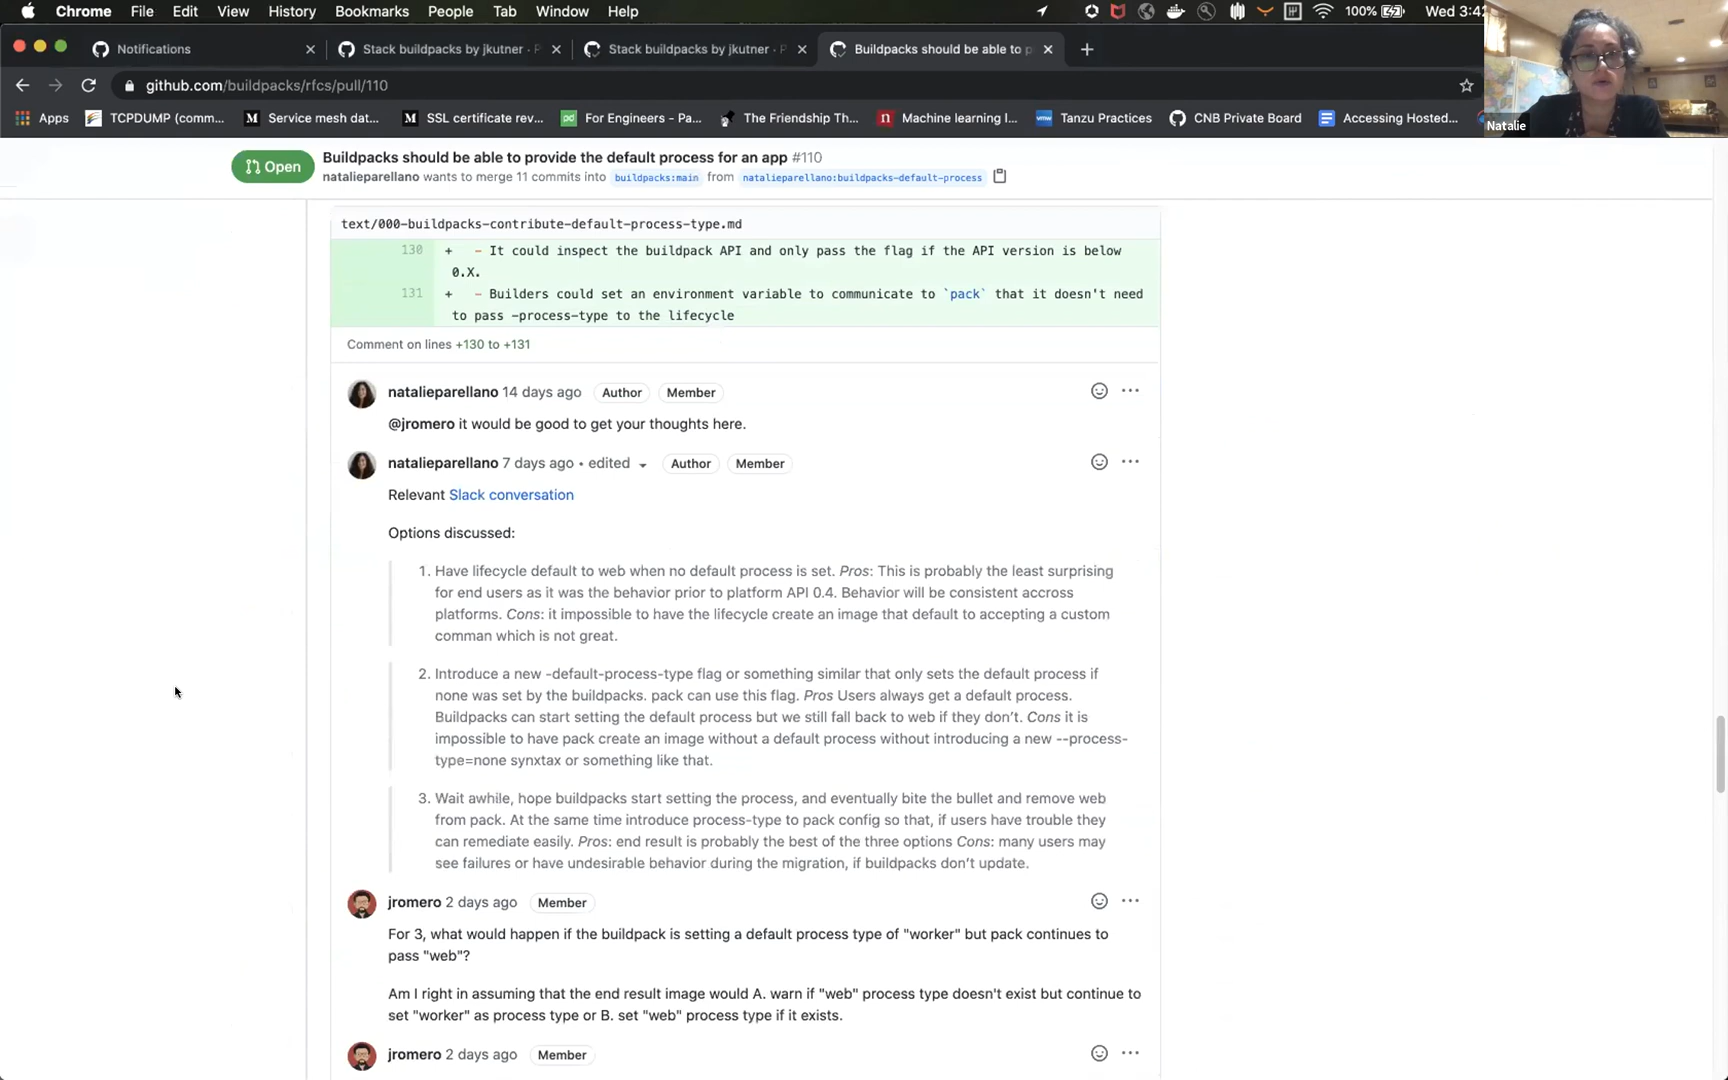 Chrome File Edit View History Bookmarks People Tab Window Help 100% Wed 3:42
Notifications Stack buildpacks by jkutner · P Stack buildpacks by jkutner · P Buildpacks should be able to p
github.com/buildpacks/rfcs/pull/110
Apps TCPDUMP (comm... Service mesh dat... SSL certificate rev... For Engineers - Pa... The Friendship Th... Machine learning I... Tanzu Practices CNB Private Board Accessing Hosted...
Natalie
Open
Buildpacks should be able to provide the default process for an app #110
natalieparellano wants to merge 11 commits into buildpacks:main from natalieparellano:buildpacks-default-process
text/000-buildpacks-contribute-default-process-type.md
130 + - It could inspect the buildpack API and only pass the flag if the API version is below
0.X.
131 + - Builders could set an environment variable to communicate to `pack` that it doesn't need
to pass -process-type to the lifecycle
Comment on lines +130 to +131
natalieparellano 14 days ago Author Member
@jromero it would be good to get your thoughts here.
natalieparellano 7 days ago • edited Author Member
Relevant Slack conversation
Options discussed:
1. Have lifecycle default to web when no default process is set. Pros: This is probably the least surprising
for end users as it was the behavior prior to platform API 0.4. Behavior will be consistent accross
platforms. Cons: it impossible to have the lifecycle create an image that default to accepting a custom
comman which is not great.
2. Introduce a new -default-process-type flag or something similar that only sets the default process if
none was set by the buildpacks. pack can use this flag. Pros Users always get a default process.
Buildpacks can start setting the default process but we still fall back to web if they don't. Cons it is
impossible to have pack create an image without a default process without introducing a new --process-
type=none synxtax or something like that.
3. Wait awhile, hope buildpacks start setting the process, and eventually bite the bullet and remove web
from pack. At the same time introduce process-type to pack config so that, if users have trouble they
can remediate easily. Pros: end result is probably the best of the three options Cons: many users may
see failures or have undesirable behavior during the migration, if buildpacks don't update.
jromero 2 days ago Member
For 3, what would happen if the buildpack is setting a default process type of "worker" but pack continues to
pass "web"?
Am I right in assuming that the end result image would A. warn if "web" process type doesn't exist but continue to
set "worker" as process type or B. set "web" process type if it exists.
jromero 2 days ago Member